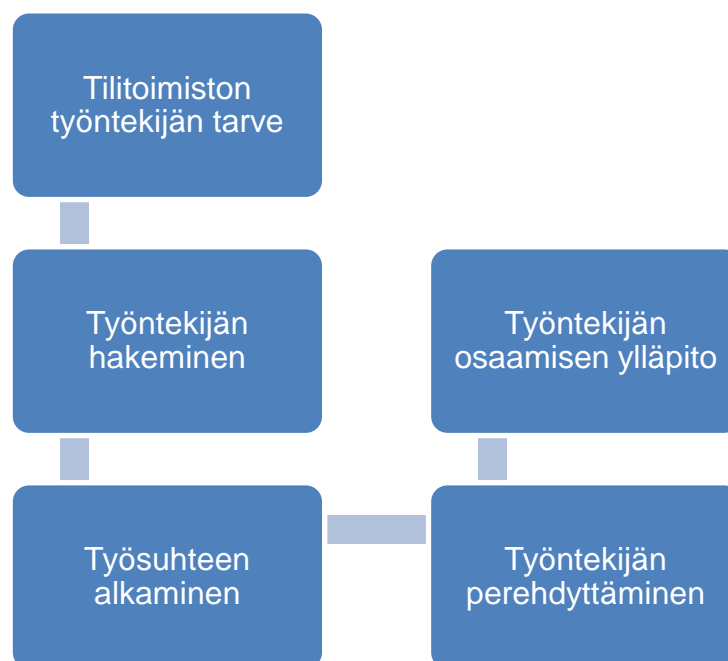 Tilitoimiston
työntekijän tarve
Työntekijän
hakeminen
Työsuhteen
alkaminen
Työntekijän
perehdyttäminen
Työntekijän
osaamisen ylläpito